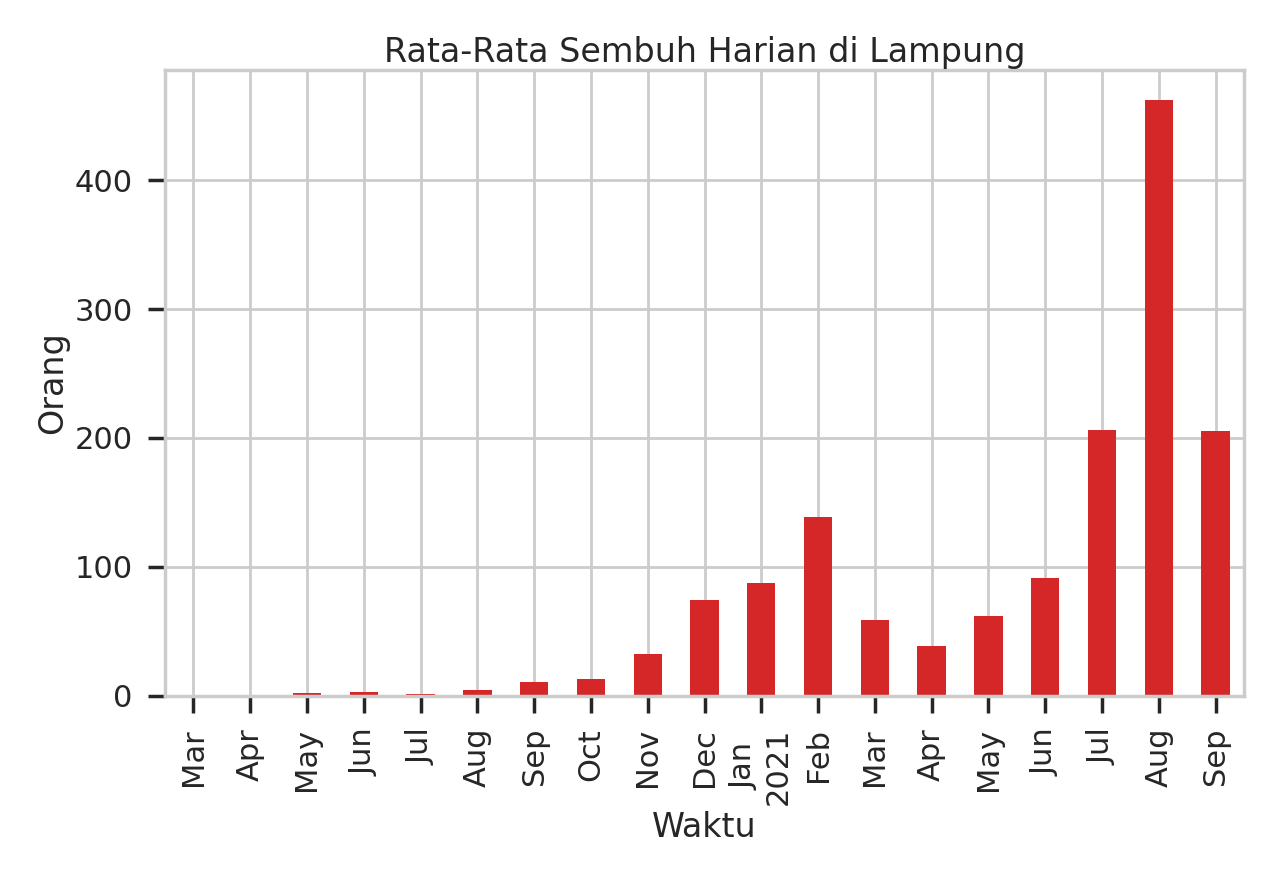 Rata-Rata Sembuh Harian di Lampung
Orang
400
300
200
100
0
Mar
Apr
May
Jun
Jul
Aug
Sep
Oct
Nov
Dec
Jan
2021
Feb
Mar
Apr
May
Jun
Jul
Aug
Sep
Waktu